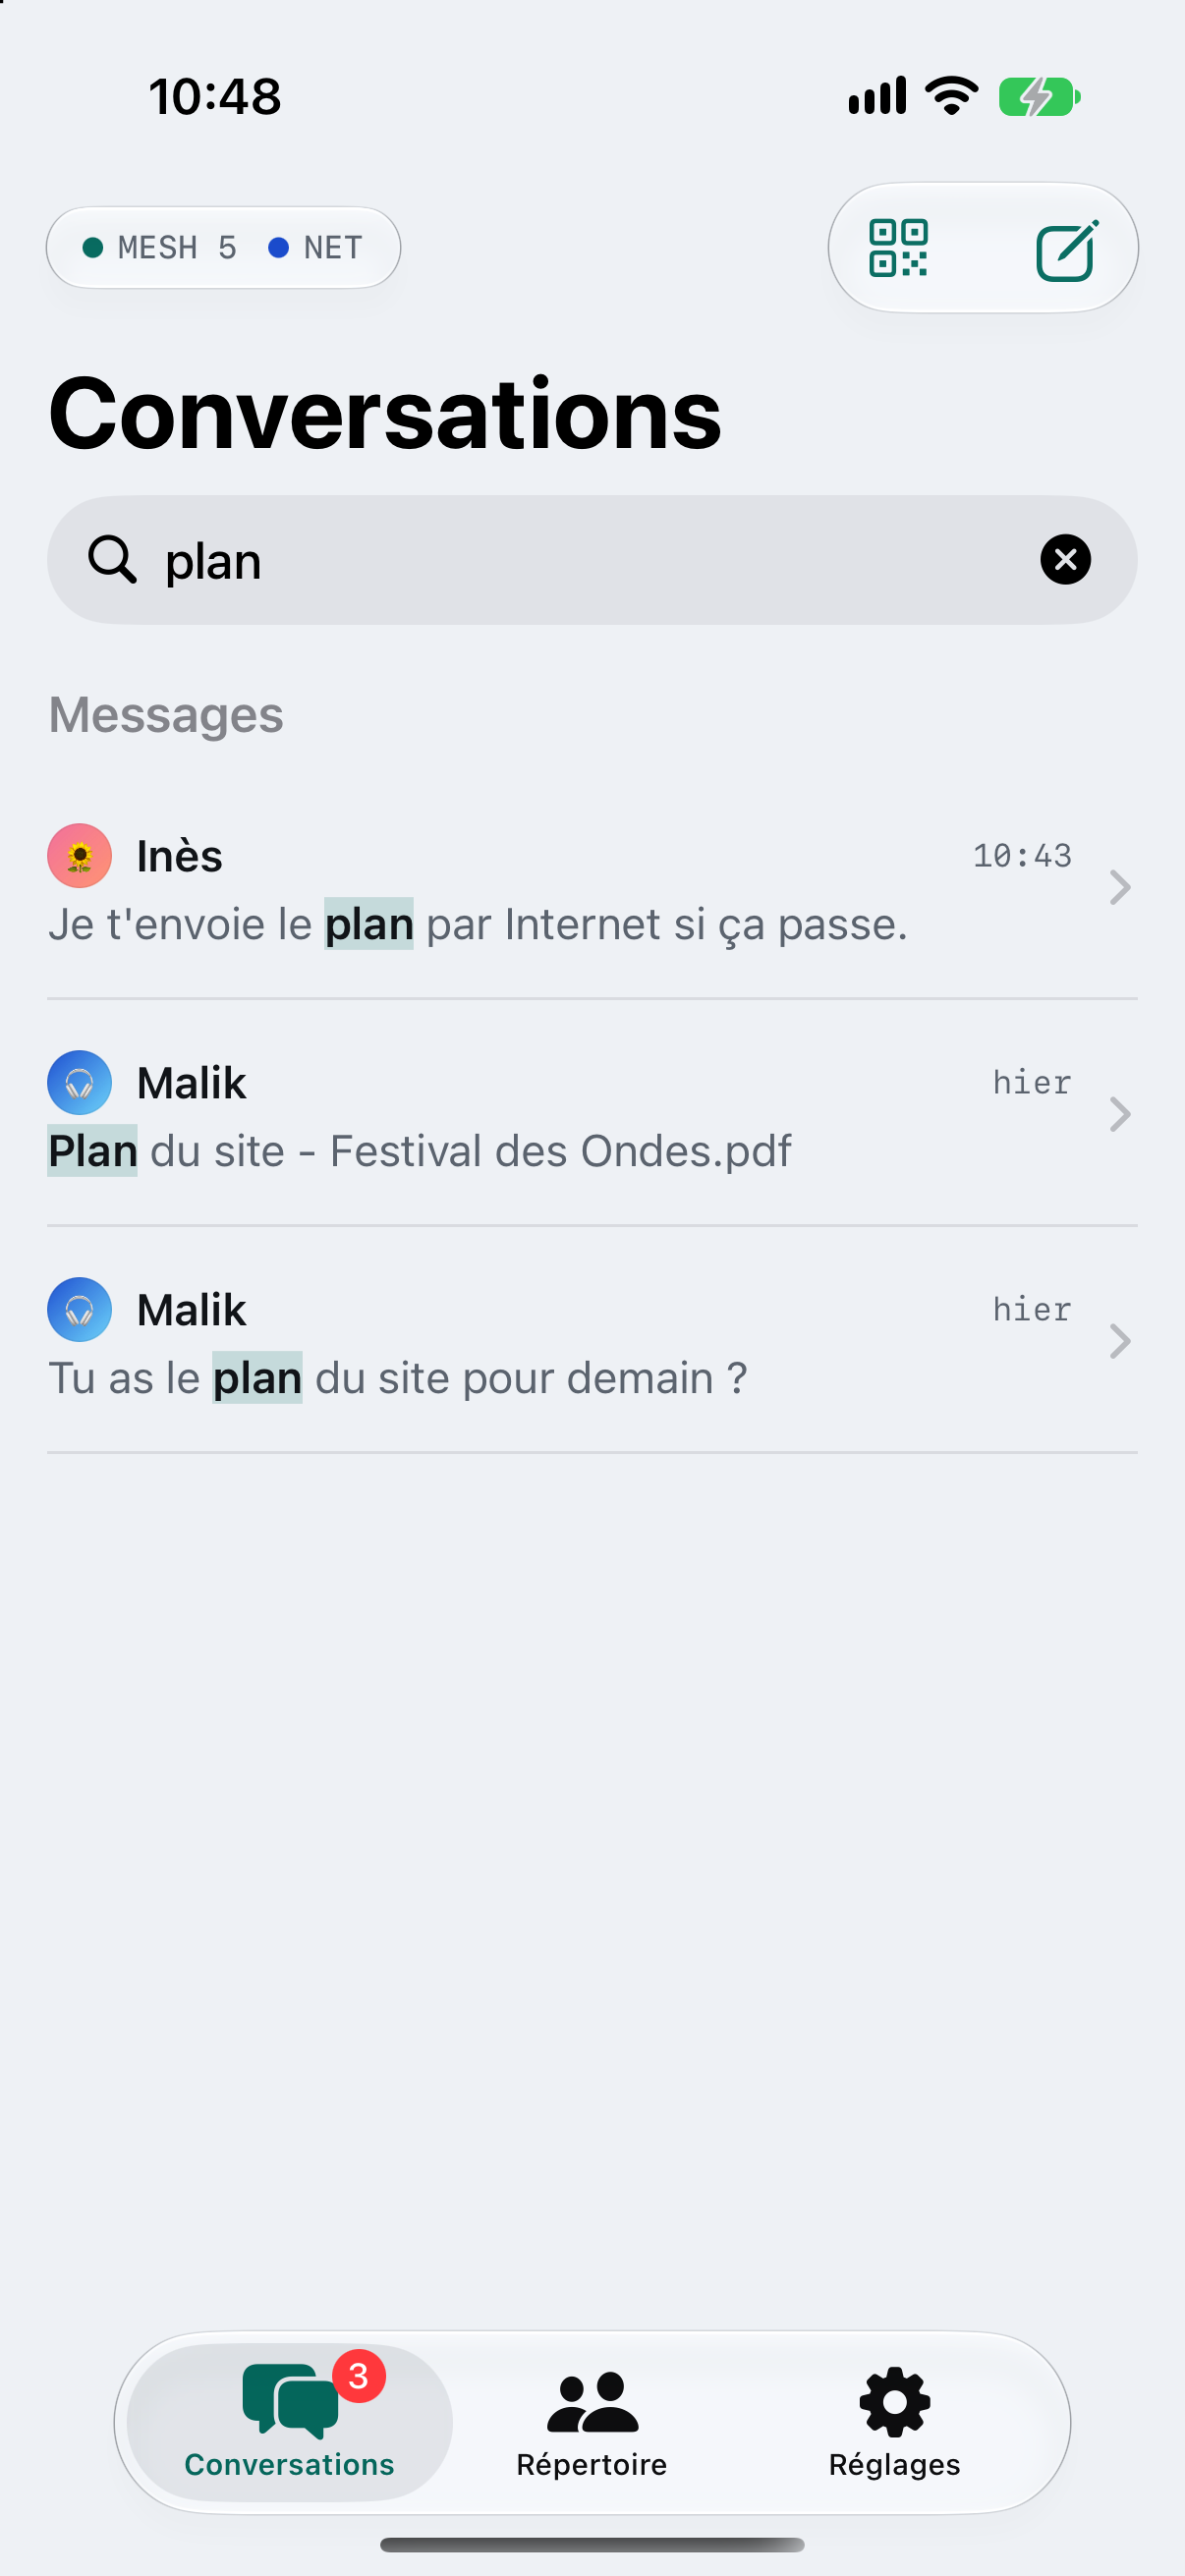 10:48
MESH 5 NET
Conversations
plan
Messages
Inès 10:43
Je t'envoie le plan par Internet si ça passe.
Malik hier
Plan du site - Festival des Ondes.pdf
Malik hier
Tu as le plan du site pour demain ?
3
Conversations Répertoire Réglages